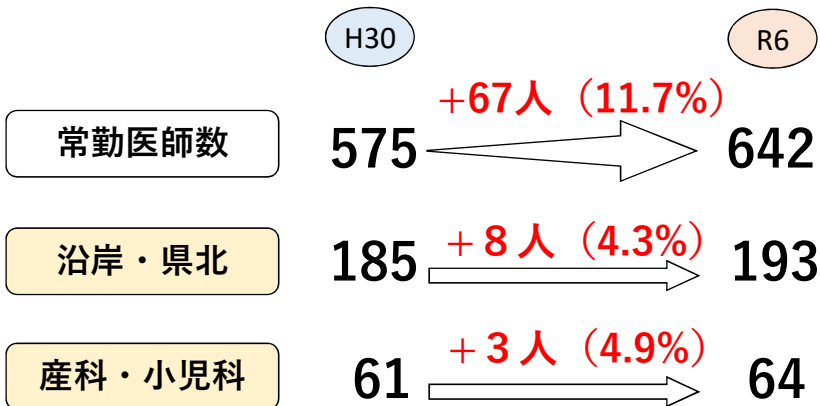 H30 R6
+67人（11.7%）
常勤医師数 575 642
+８人（4.3%）
沿岸・県北 185 193
+３人（4.9%）
産科・小児科 61 64